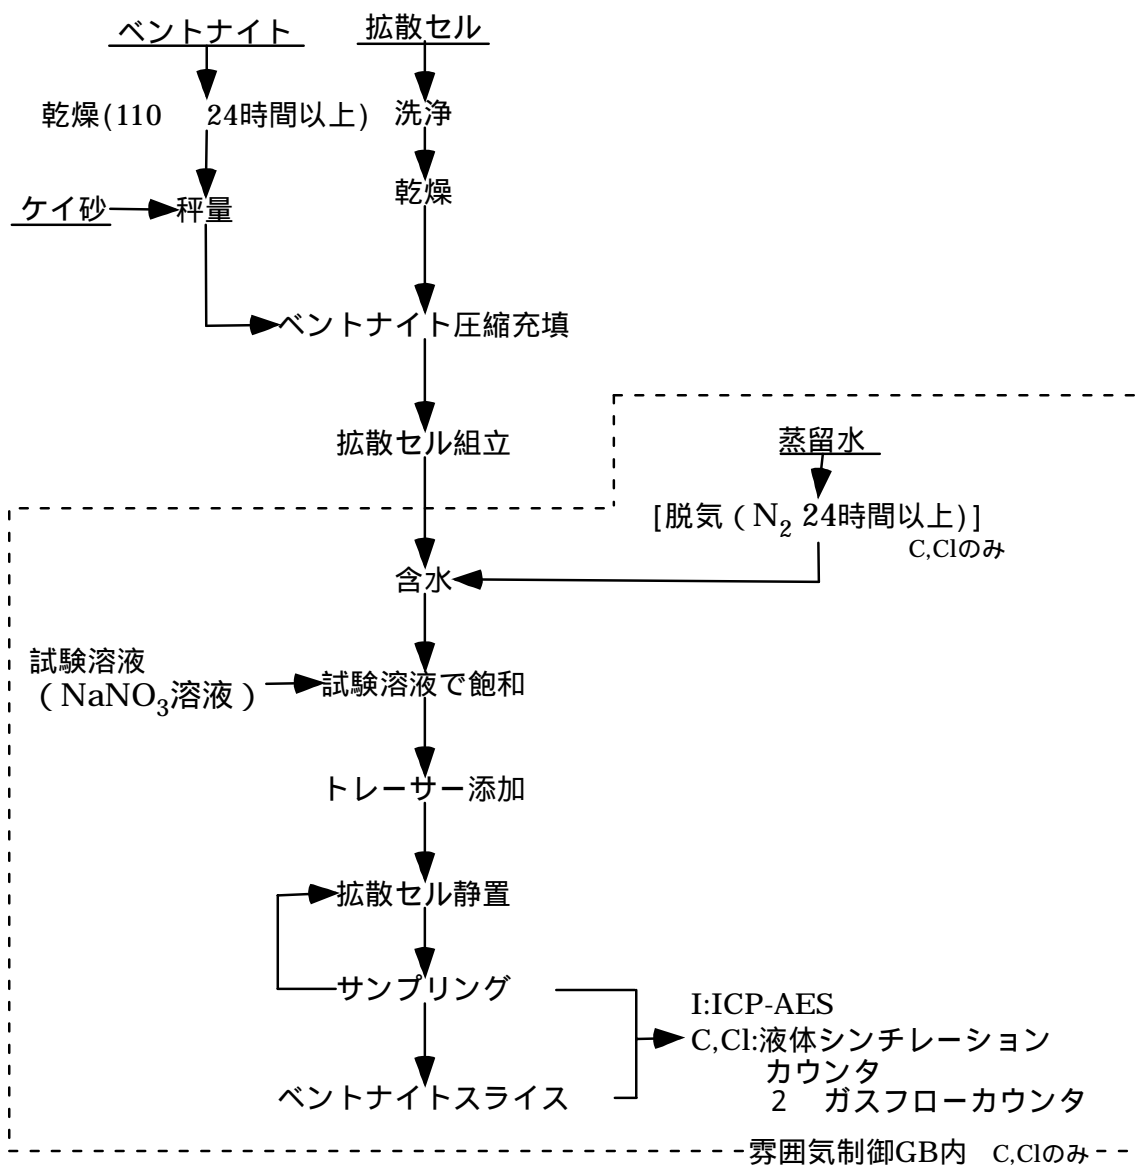 ベントナイト
拡散セル
乾燥(110　24時間以上)
洗浄
乾燥
ケイ砂
秤量
ベントナイト圧縮充填
拡散セル組立
蒸留水
[脱気（N₂ 24時間以上)]
C,Clのみ
含水
試験溶液
（NaNO₃溶液）
試験溶液で飽和
トレーサー添加
拡散セル静置
サンプリング
I:ICP-AES
C,Cl:液体シンチレーション
カウンタ
2　ガスフローカウンタ
ベントナイトスライス
雰囲気制御GB内　C,Clのみ